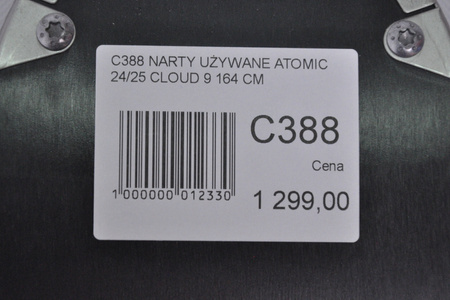 C388 NARTY UŻYWANE ATOMIC
24/25 CLOUD 9 164 CM
C388
Cena
1 000000 012330
1 299,00